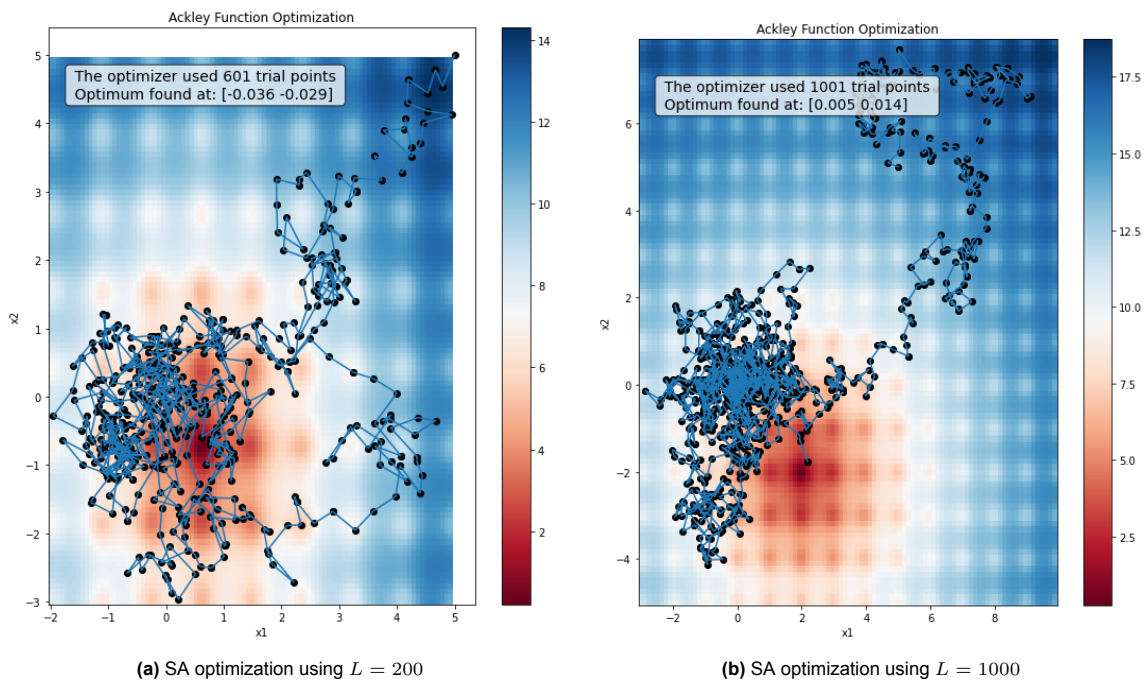 Ackley Function Optimization
The optimizer used 601 trial points
Optimum found at: [-0.036 -0.029]
5
4
3
2
1
0
−1
−2
−3
x2
−2 −1 0 1 2 3 4 5
x1
14
12
10
8
6
4
2
(a) SA optimization using L = 200
Ackley Function Optimization
The optimizer used 1001 trial points
Optimum found at: [0.005 0.014]
6
4
2
0
−2
−4
x2
−2 0 2 4 6 8
x1
17.5
15.0
12.5
10.0
7.5
5.0
2.5
(b) SA optimization using L = 1000